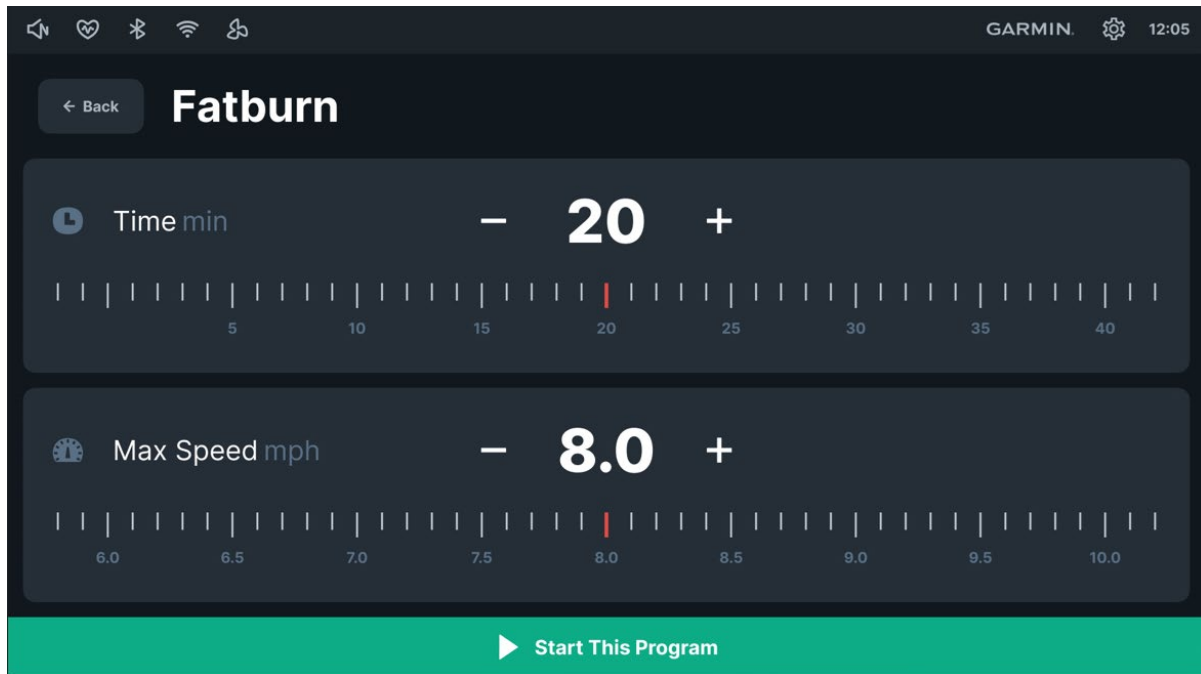 GARMIN. 12:05
← Back Fatburn
Time min − 20 +
5 10 15 20 25 30 35 40
Max Speed mph − 8.0 +
6.0 6.5 7.0 7.5 8.0 8.5 9.0 9.5 10.0
Start This Program